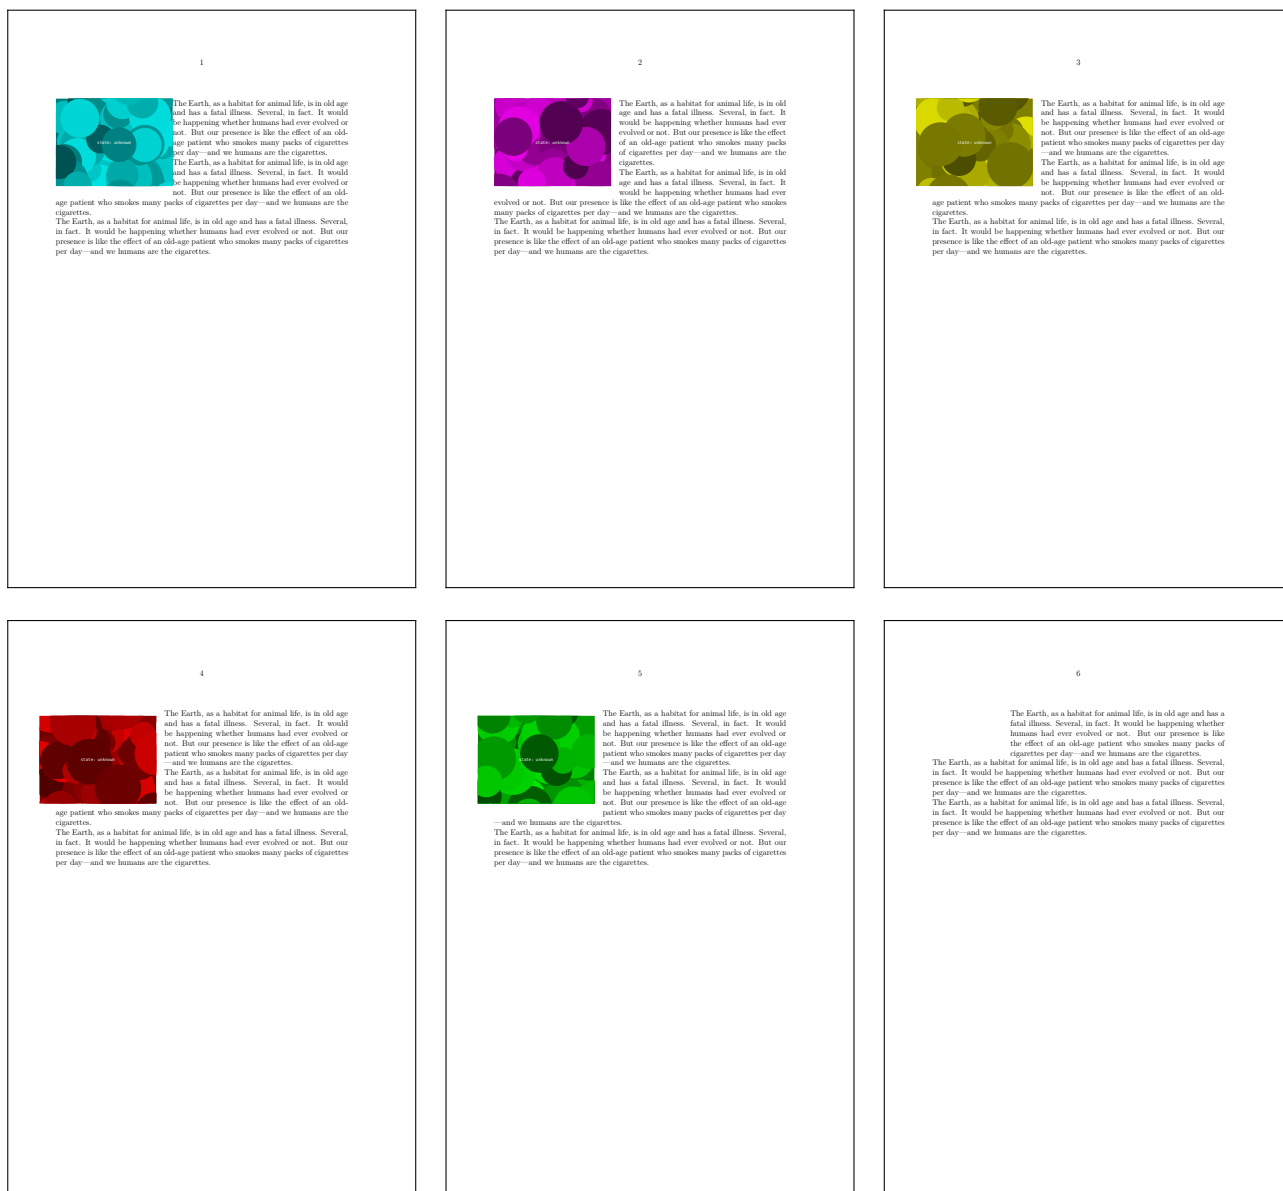 1
The Earth, as a habitat for animal life, is in old age
and has a fatal illness. Several, in fact. It would
be happening whether humans had ever evolved or
not. But our presence is like the effect of an old-
age patient who smokes many packs of cigarettes
per day—and we humans are the cigarettes.
The Earth, as a habitat for animal life, is in old age
and has a fatal illness. Several, in fact. It would
be happening whether humans had ever evolved or
not. But our presence is like the effect of an old-
age patient who smokes many packs of cigarettes per day—and we humans are the
cigarettes.
The Earth, as a habitat for animal life, is in old age and has a fatal illness. Several,
in fact. It would be happening whether humans had ever evolved or not. But our
presence is like the effect of an old-age patient who smokes many packs of cigarettes
per day—and we humans are the cigarettes.
state: unknown
2
The Earth, as a habitat for animal life, is in old
age and has a fatal illness. Several, in fact. It
would be happening whether humans had ever
evolved or not. But our presence is like the effect
of an old-age patient who smokes many packs
of cigarettes per day—and we humans are the
cigarettes.
The Earth, as a habitat for animal life, is in old
age and has a fatal illness. Several, in fact. It
would be happening whether humans had ever
evolved or not. But our presence is like the effect of an old-age patient who smokes
many packs of cigarettes per day—and we humans are the cigarettes.
The Earth, as a habitat for animal life, is in old age and has a fatal illness. Several,
in fact. It would be happening whether humans had ever evolved or not. But our
presence is like the effect of an old-age patient who smokes many packs of cigarettes
per day—and we humans are the cigarettes.
state: unknown
3
The Earth, as a habitat for animal life, is in old age
and has a fatal illness. Several, in fact. It would
be happening whether humans had ever evolved or
not. But our presence is like the effect of an old-age
patient who smokes many packs of cigarettes per day
—and we humans are the cigarettes.
The Earth, as a habitat for animal life, is in old age
and has a fatal illness. Several, in fact. It would
be happening whether humans had ever evolved or
not. But our presence is like the effect of an old-
age patient who smokes many packs of cigarettes per day—and we humans are the
cigarettes.
The Earth, as a habitat for animal life, is in old age and has a fatal illness. Several,
in fact. It would be happening whether humans had ever evolved or not. But our
presence is like the effect of an old-age patient who smokes many packs of cigarettes
per day—and we humans are the cigarettes.
state: unknown
4
The Earth, as a habitat for animal life, is in old age
and has a fatal illness. Several, in fact. It would
be happening whether humans had ever evolved or
not. But our presence is like the effect of an old-age
patient who smokes many packs of cigarettes per day
—and we humans are the cigarettes.
The Earth, as a habitat for animal life, is in old age
and has a fatal illness. Several, in fact. It would
be happening whether humans had ever evolved or
not. But our presence is like the effect of an old-
age patient who smokes many packs of cigarettes per day—and we humans are the
cigarettes.
The Earth, as a habitat for animal life, is in old age and has a fatal illness. Several,
in fact. It would be happening whether humans had ever evolved or not. But our
presence is like the effect of an old-age patient who smokes many packs of cigarettes
per day—and we humans are the cigarettes.
state: unknown
5
The Earth, as a habitat for animal life, is in old age
and has a fatal illness. Several, in fact. It would
be happening whether humans had ever evolved or
not. But our presence is like the effect of an old-age
patient who smokes many packs of cigarettes per day
—and we humans are the cigarettes.
The Earth, as a habitat for animal life, is in old age
and has a fatal illness. Several, in fact. It would
be happening whether humans had ever evolved or
not. But our presence is like the effect of an old-age
patient who smokes many packs of cigarettes per day
—and we humans are the cigarettes.
The Earth, as a habitat for animal life, is in old age and has a fatal illness. Several,
in fact. It would be happening whether humans had ever evolved or not. But our
presence is like the effect of an old-age patient who smokes many packs of cigarettes
per day—and we humans are the cigarettes.
state: unknown
6
The Earth, as a habitat for animal life, is in old age and has a
fatal illness. Several, in fact. It would be happening whether
humans had ever evolved or not. But our presence is like
the effect of an old-age patient who smokes many packs of
cigarettes per day—and we humans are the cigarettes.
The Earth, as a habitat for animal life, is in old age and has a fatal illness. Several,
in fact. It would be happening whether humans had ever evolved or not. But our
presence is like the effect of an old-age patient who smokes many packs of cigarettes
per day—and we humans are the cigarettes.
The Earth, as a habitat for animal life, is in old age and has a fatal illness. Several,
in fact. It would be happening whether humans had ever evolved or not. But our
presence is like the effect of an old-age patient who smokes many packs of cigarettes
per day—and we humans are the cigarettes.